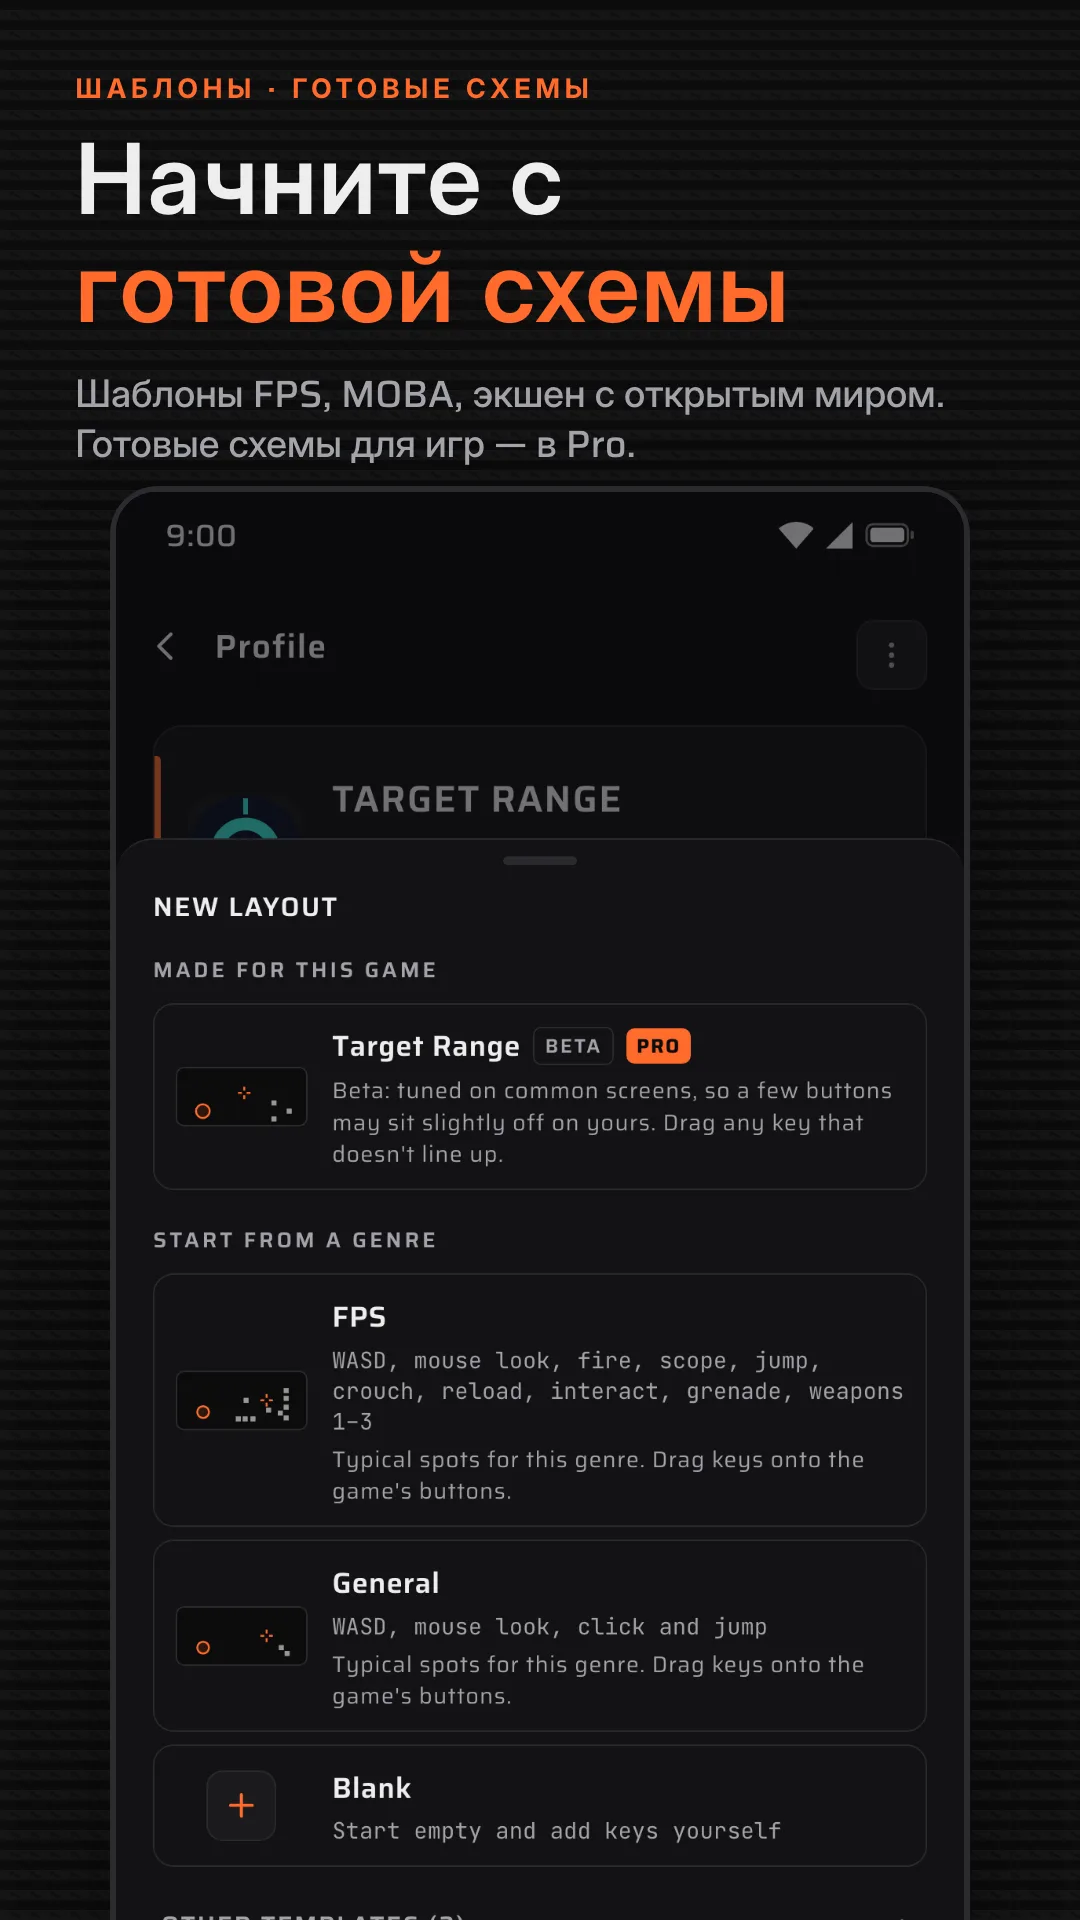 ШАБЛОНЫ · ГОТОВЫЕ СХЕМЫ
Начните с
готовой схемы
Шаблоны FPS, MOBA, экшен с открытым миром.
Готовые схемы для игр — в Pro.
9:00
Profile
TARGET RANGE
NEW LAYOUT
MADE FOR THIS GAME
Target Range BETA PRO
Beta: tuned on common screens, so a few buttons
may sit slightly off on yours. Drag any key that
doesn't line up.
START FROM A GENRE
FPS
WASD, mouse look, fire, scope, jump,
crouch, reload, interact, grenade, weapons
1–3
Typical spots for this genre. Drag keys onto the
game's buttons.
General
WASD, mouse look, click and jump
Typical spots for this genre. Drag keys onto the
game's buttons.
Blank
Start empty and add keys yourself
OTHER TEMPLATES